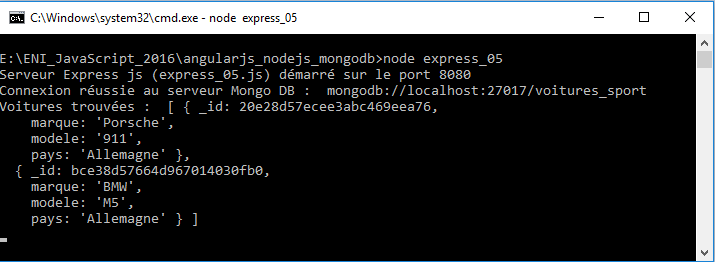 C:\Windows\system32\cmd.exe - node express_05
E:\ENI_JavaScript_2016\angularjs_nodejs_mongodb>node express_05
Serveur Express js (express_05.js) démarré sur le port 8080
Connexion réussie au serveur Mongo DB :  mongodb://localhost:27017/voitures_sport
Voitures trouvées :  [ { _id: 20e28d57ecee3abc469eea76,
    marque: 'Porsche',
    modele: '911',
    pays: 'Allemagne' },
  { _id: bce38d57664d967014030fb0,
    marque: 'BMW',
    modele: 'M5',
    pays: 'Allemagne' } ]